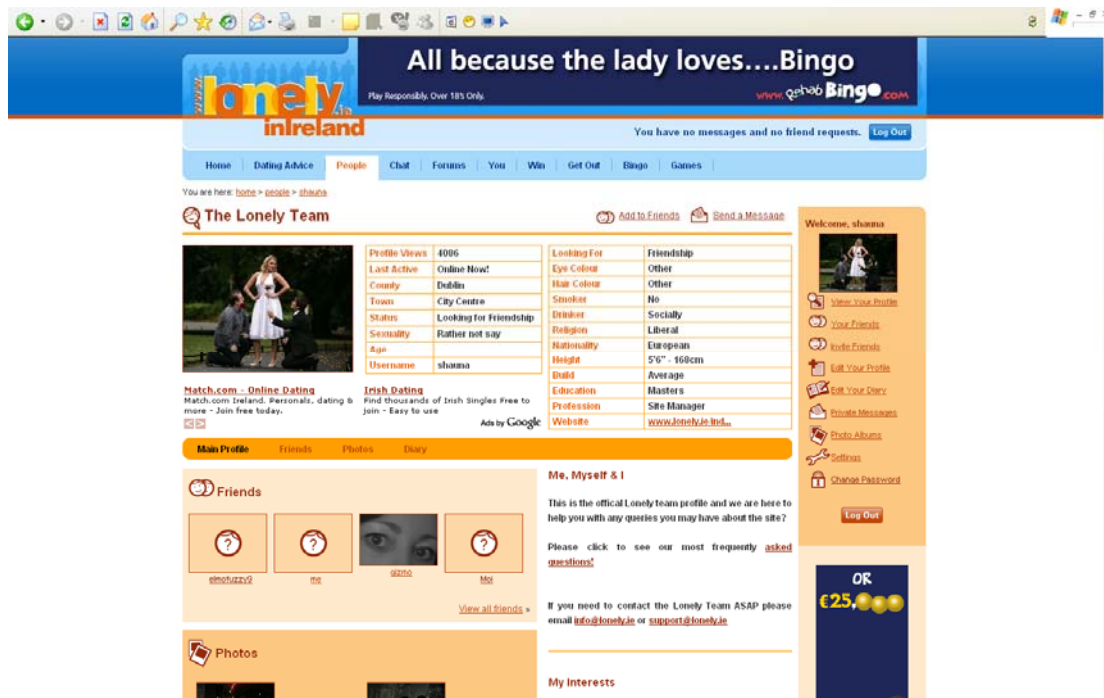 All because the lady loves....Bingo
Play Responsibly. Over 18's Only.
www.RehabBingo.com
www.lonely.ie
inIreland
You have no messages and no friend requests. Log Out
Home Dating Advice People Chat Forums You Win Get Out Bingo Games
You are here: home > people > shauna
The Lonely Team
Add to Friends Send a Message
Profile Views 4086
Last Active Online Now!
County Dublin
Town City Centre
Status Looking for Friendship
Sexuality Rather not say
Age
Username shauna
Looking For Friendship
Eye Colour Other
Hair Colour Other
Smoker No
Drinker Socially
Religion Liberal
Nationality European
Height 5'6" - 168cm
Build Average
Education Masters
Profession Site Manager
Website www.lonely.ie-Ind...
Match.com - Online Dating
Match.com Ireland. Personals, dating &
more - Join free today.
Irish Dating
Find thousands of Irish Singles Free to
join - Easy to use
Ads by Google
Main Profile Friends Photos Diary
Friends
elmofuzzy9 me gizmo Moi
View all friends »
Photos
Me, Myself & I
This is the offical Lonely team profile and we are here to
help you with any queries you may have about the site?
Please click to see our most frequently asked
questions!
If you need to contact the Lonely Team ASAP please
email info@lonely.ie or support@lonely.ie
My Interests
Welcome, shauna
View Your Profile
Your Friends
Invite Friends
Edit Your Profile
Edit Your Diary
Private Messages
Photo Albums
Settings
Change Password
Log Out
OR
€25,